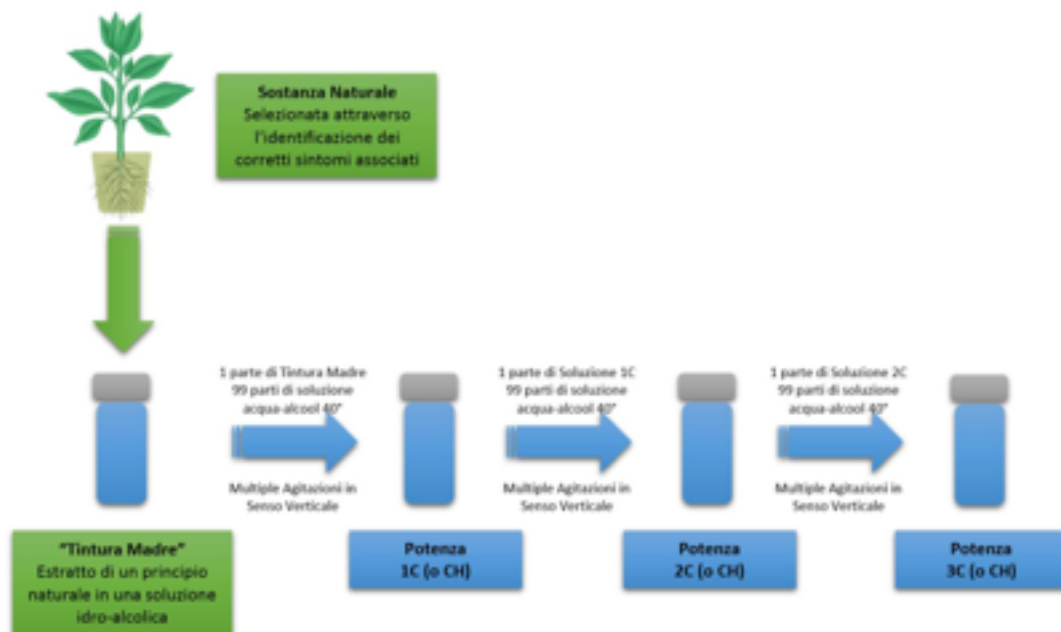 Sostanza Naturale
Selezionata attraverso
l'identificazione dei
corretti sintomi associati
1 parte di Tintura Madre
99 parti di soluzione
acqua-alcool 40°
Multiple Agitazioni in
Senso Verticale
1 parte di Soluzione 1C
99 parti di soluzione
acqua-alcool 40°
Multiple Agitazioni in
Senso Verticale
1 parte di Soluzione 2C
99 parti di soluzione
acqua-alcool 40°
Multiple Agitazioni in
Senso Verticale
"Tintura Madre"
Estratto di un principio
naturale in una soluzione
idro-alcolica
Potenza
1C (o CH)
Potenza
2C (o CH)
Potenza
3C (o CH)